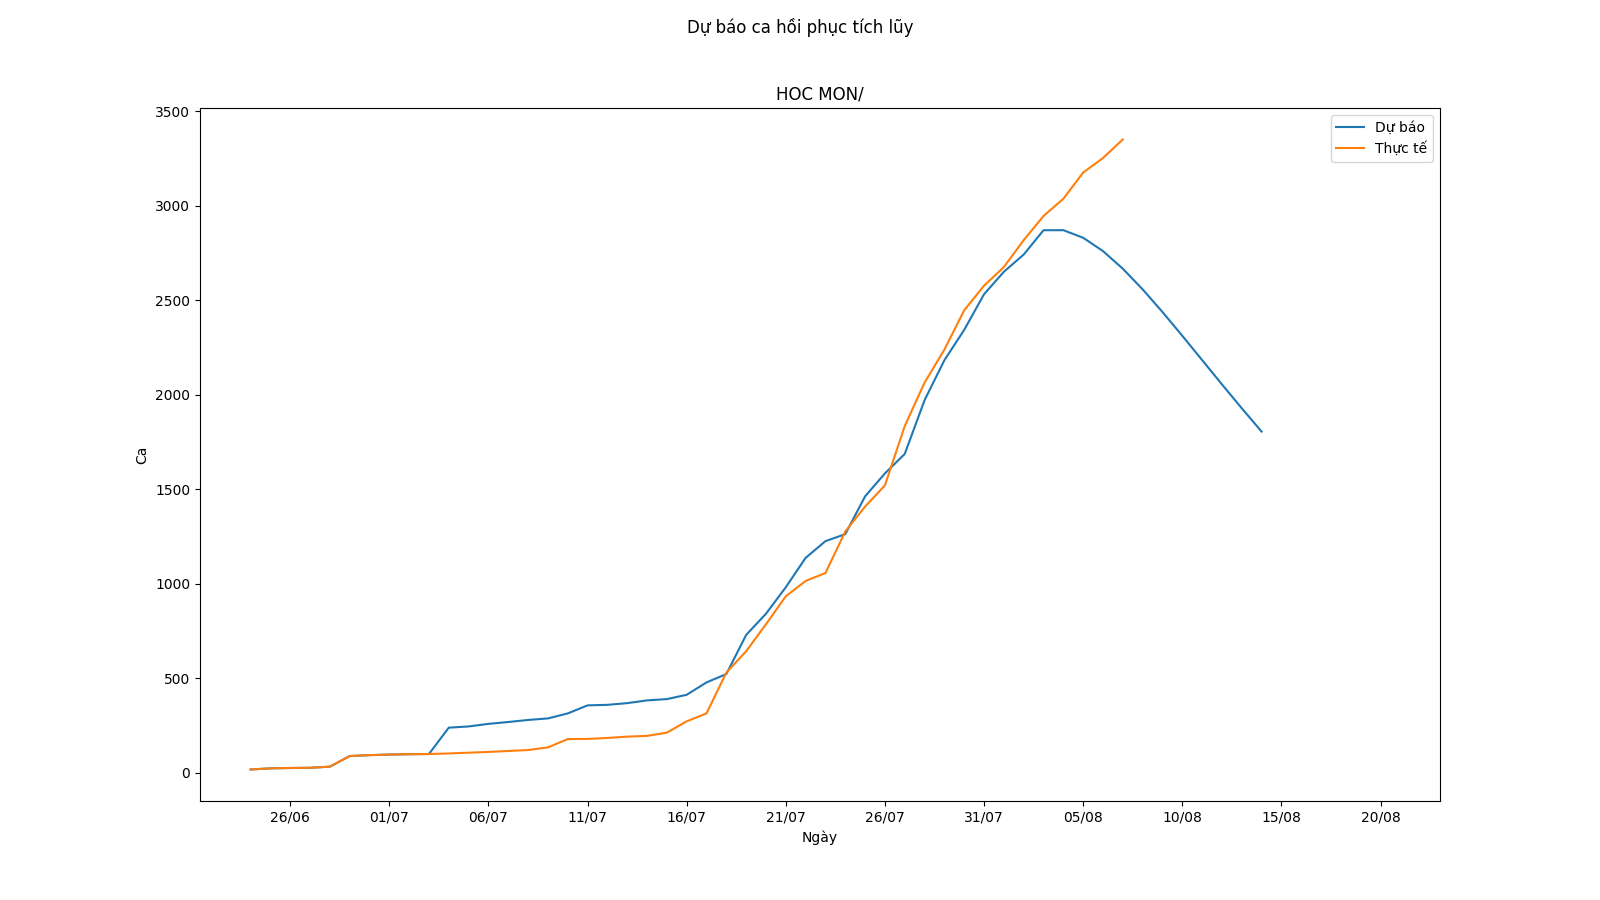 Dự báo ca hồi phục tích lũy
HOC MON/
Dự báo
Thực tế
3500
3000
2500
2000
1500
1000
500
0
Ca
26/06 01/07 06/07 11/07 16/07 21/07 26/07 31/07 05/08 10/08 15/08 20/08
Ngày